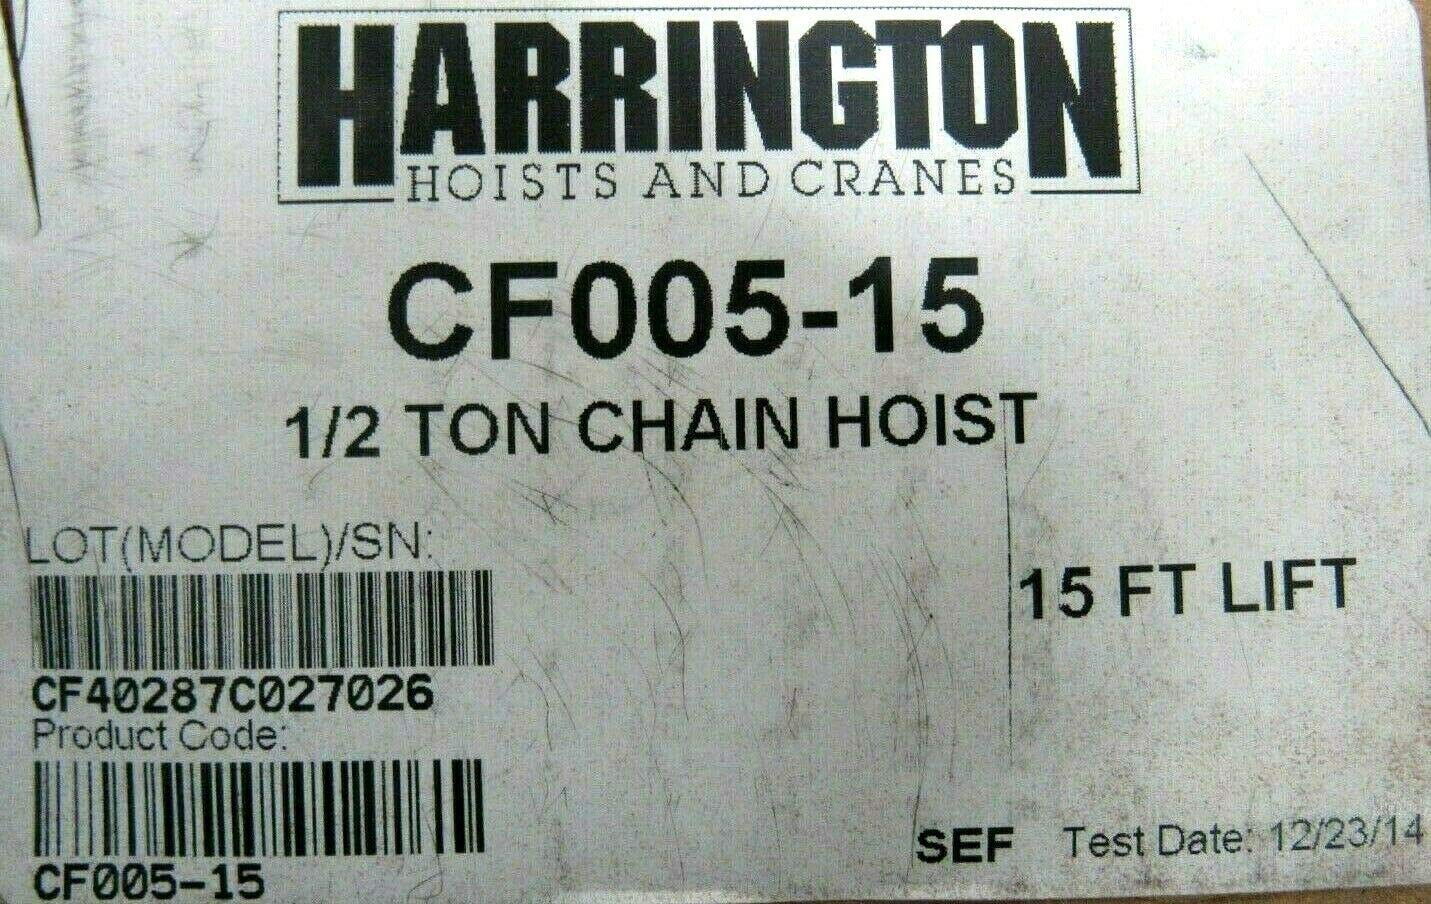 HARRINGTON
HOISTS AND CRANES
CF005-15
1/2 TON CHAIN HOIST
LOT(MODEL)/SN:
CF40287C027026
15 FT LIFT
Product Code:
CF005-15
SEF Test Date: 12/23/14